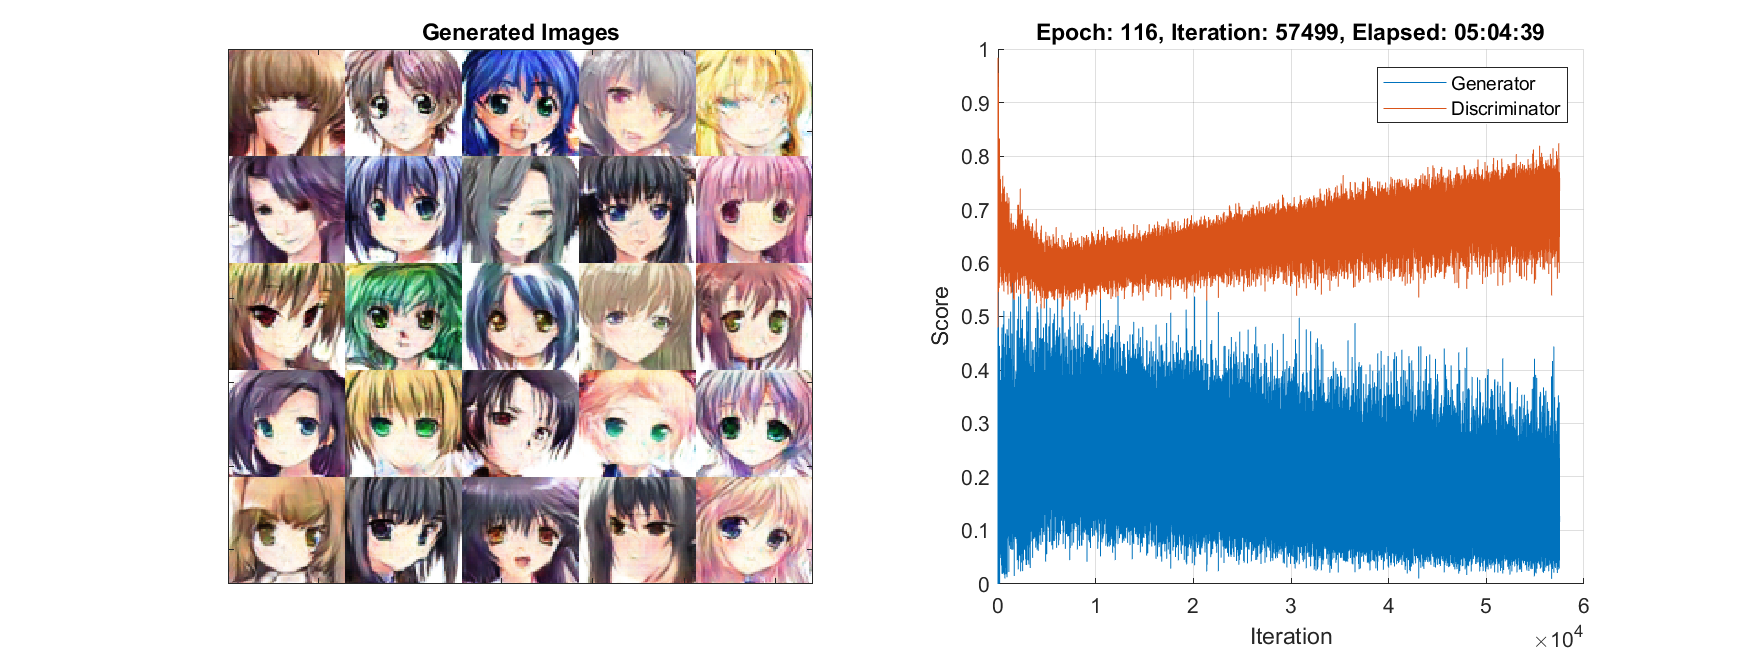 Generated Images
Epoch: 116, Iteration: 57499, Elapsed: 05:04:39
Generator
Discriminator
1
0.9
0.8
0.7
0.6
0.5
0.4
0.3
0.2
0.1
0
Score
0 1 2 3 4 5 6
Iteration
×10⁴